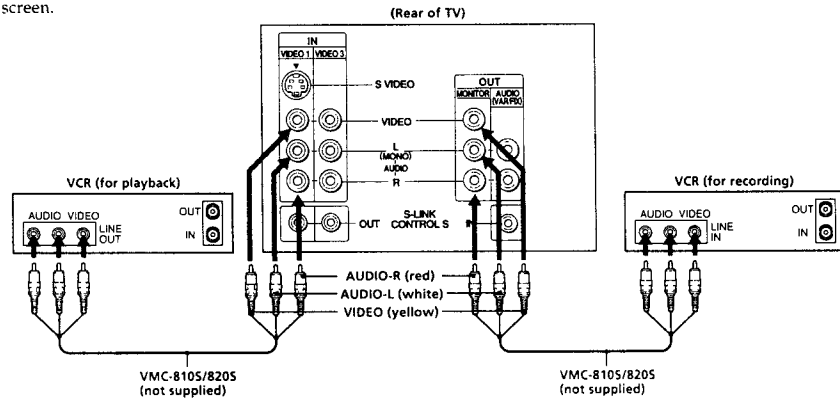 screen.
(Rear of TV)
IN
VIDEO 1 VIDEO 3
S VIDEO
OUT
MONITOR AUDIO
(VAR/FIX)
VIDEO
L
(MONO)
AUDIO
R
OUT S-LINK
CONTROL S
VCR (for playback)
AUDIO VIDEO
LINE
OUT
OUT
IN
VCR (for recording)
AUDIO VIDEO
LINE
IN
OUT
IN
AUDIO-R (red)
AUDIO-L (white)
VIDEO (yellow)
VMC-810S/820S
(not supplied)
VMC-810S/820S
(not supplied)